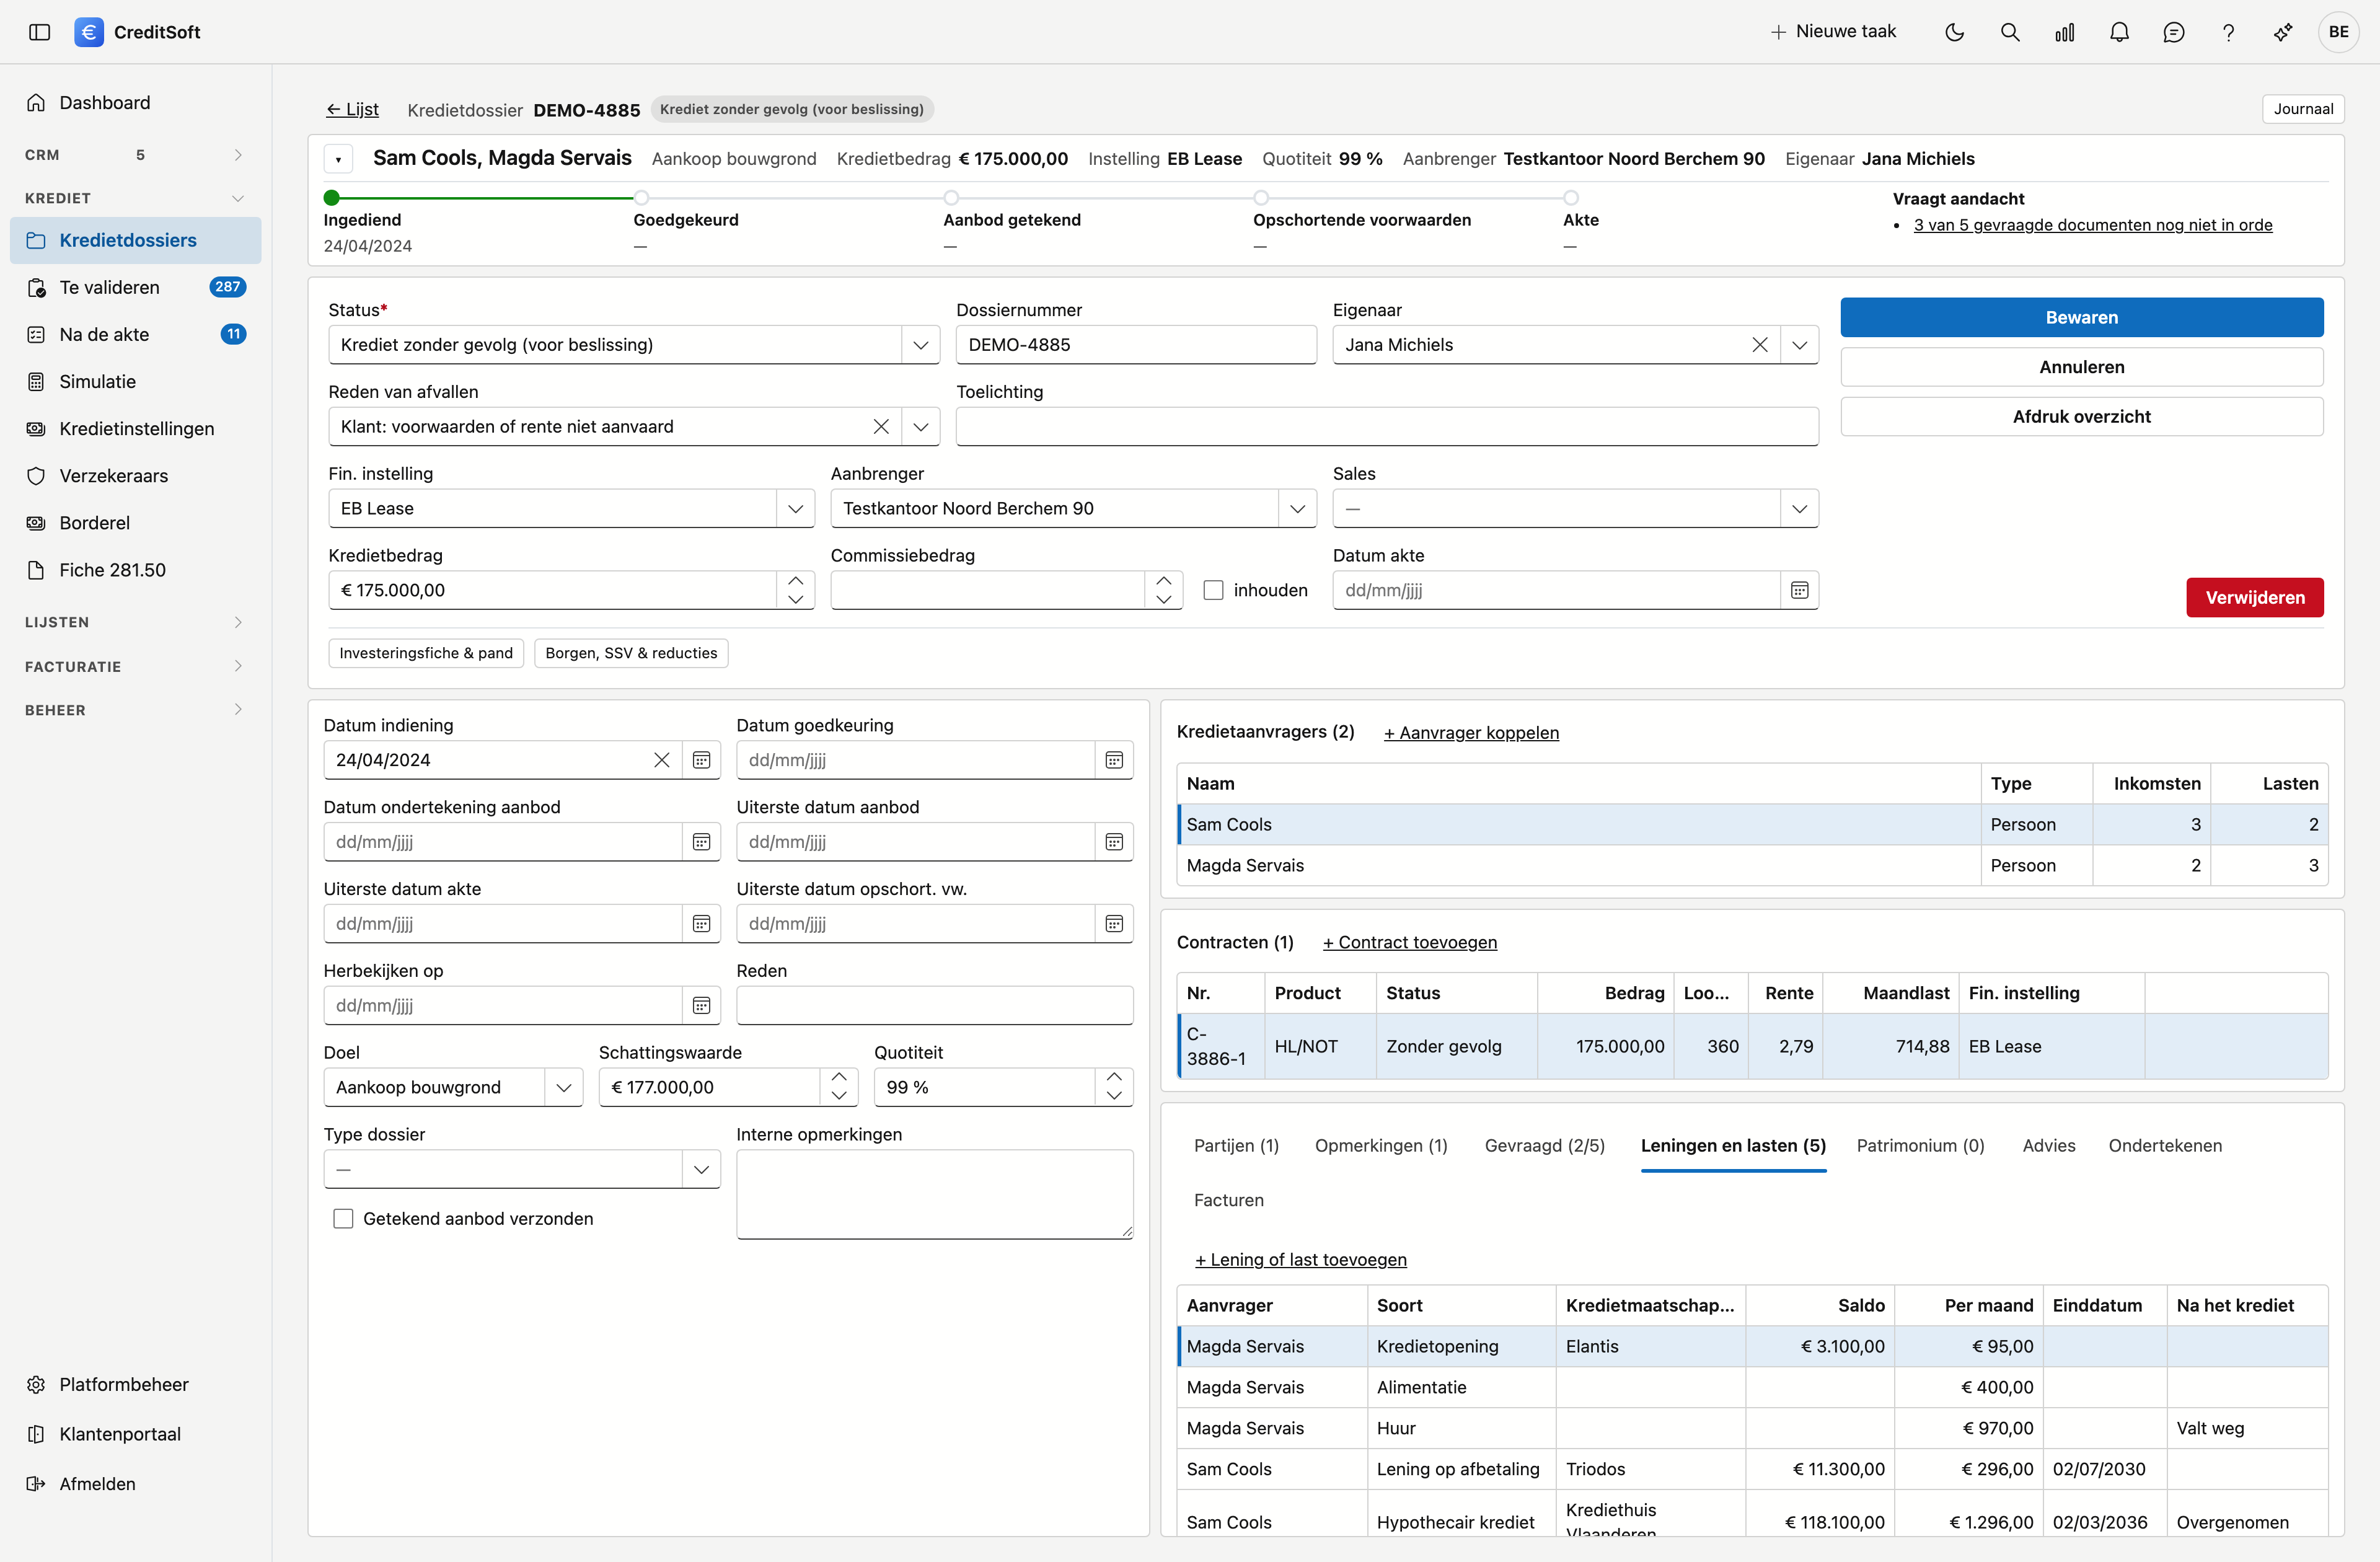 CreditSoft
Nieuwe taak
BE
Dashboard
CRM 5
KREDIET
Kredietdossiers
Te valideren 287
Na de akte 11
Simulatie
Kredietinstellingen
Verzekeraars
Borderel
Fiche 281.50
LIJSTEN
FACTURATIE
BEHEER
Platformbeheer
Klantenportaal
Afmelden
← Lijst Kredietdossier DEMO-4885 Krediet zonder gevolg (voor beslissing) Journaal
Sam Cools, Magda Servais Aankoop bouwgrond Kredietbedrag € 175.000,00 Instelling EB Lease Quotiteit 99 % Aanbrenger Testkantoor Noord Berchem 90 Eigenaar Jana Michiels
Ingediend Goedgekeurd Aanbod getekend Opschortende voorwaarden Akte
24/04/2024 — — — —
Vraagt aandacht
• 3 van 5 gevraagde documenten nog niet in orde
Status* Dossiernummer Eigenaar
Krediet zonder gevolg (voor beslissing) DEMO-4885 Jana Michiels
Reden van afvallen Toelichting
Klant: voorwaarden of rente niet aanvaard
Fin. instelling Aanbrenger Sales
EB Lease Testkantoor Noord Berchem 90 —
Kredietbedrag Commissiebedrag Datum akte
€ 175.000,00 inhouden dd/mm/jjjj
Bewaren
Annuleren
Afdruk overzicht
Verwijderen
Investeringsfiche & pand Borgen, SSV & reducties
Datum indiening Datum goedkeuring
24/04/2024 dd/mm/jjjj
Datum ondertekening aanbod Uiterste datum aanbod
dd/mm/jjjj dd/mm/jjjj
Uiterste datum akte Uiterste datum opschort. vw.
dd/mm/jjjj dd/mm/jjjj
Herbekijken op Reden
dd/mm/jjjj
Doel Schattingswaarde Quotiteit
Aankoop bouwgrond € 177.000,00 99 %
Type dossier Interne opmerkingen
—
Getekend aanbod verzonden
Kredietaanvragers (2) + Aanvrager koppelen
Naam Type Inkomsten Lasten
Sam Cools Persoon 3 2
Magda Servais Persoon 2 3
Contracten (1) + Contract toevoegen
Nr. Product Status Bedrag Loo... Rente Maandlast Fin. instelling
C-
3886-1 HL/NOT Zonder gevolg 175.000,00 360 2,79 714,88 EB Lease
Partijen (1) Opmerkingen (1) Gevraagd (2/5) Leningen en lasten (5) Patrimonium (0) Advies Ondertekenen
Facturen
+ Lening of last toevoegen
Aanvrager Soort Kredietmaatschap... Saldo Per maand Einddatum Na het krediet
Magda Servais Kredietopening Elantis € 3.100,00 € 95,00
Magda Servais Alimentatie € 400,00
Magda Servais Huur € 970,00 Valt weg
Sam Cools Lening op afbetaling Triodos € 11.300,00 € 296,00 02/07/2030
Sam Cools Hypothecair krediet Krediethuis Vlaanderen € 118.100,00 € 1.296,00 02/03/2036 Overgenomen